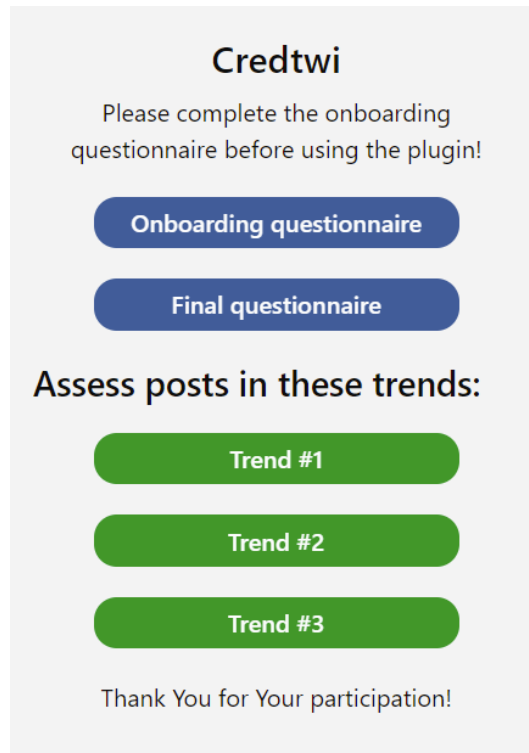 Credtwi
Please complete the onboarding
questionnaire before using the plugin!
Onboarding questionnaire
Final questionnaire
Assess posts in these trends:
Trend #1
Trend #2
Trend #3
Thank You for Your participation!